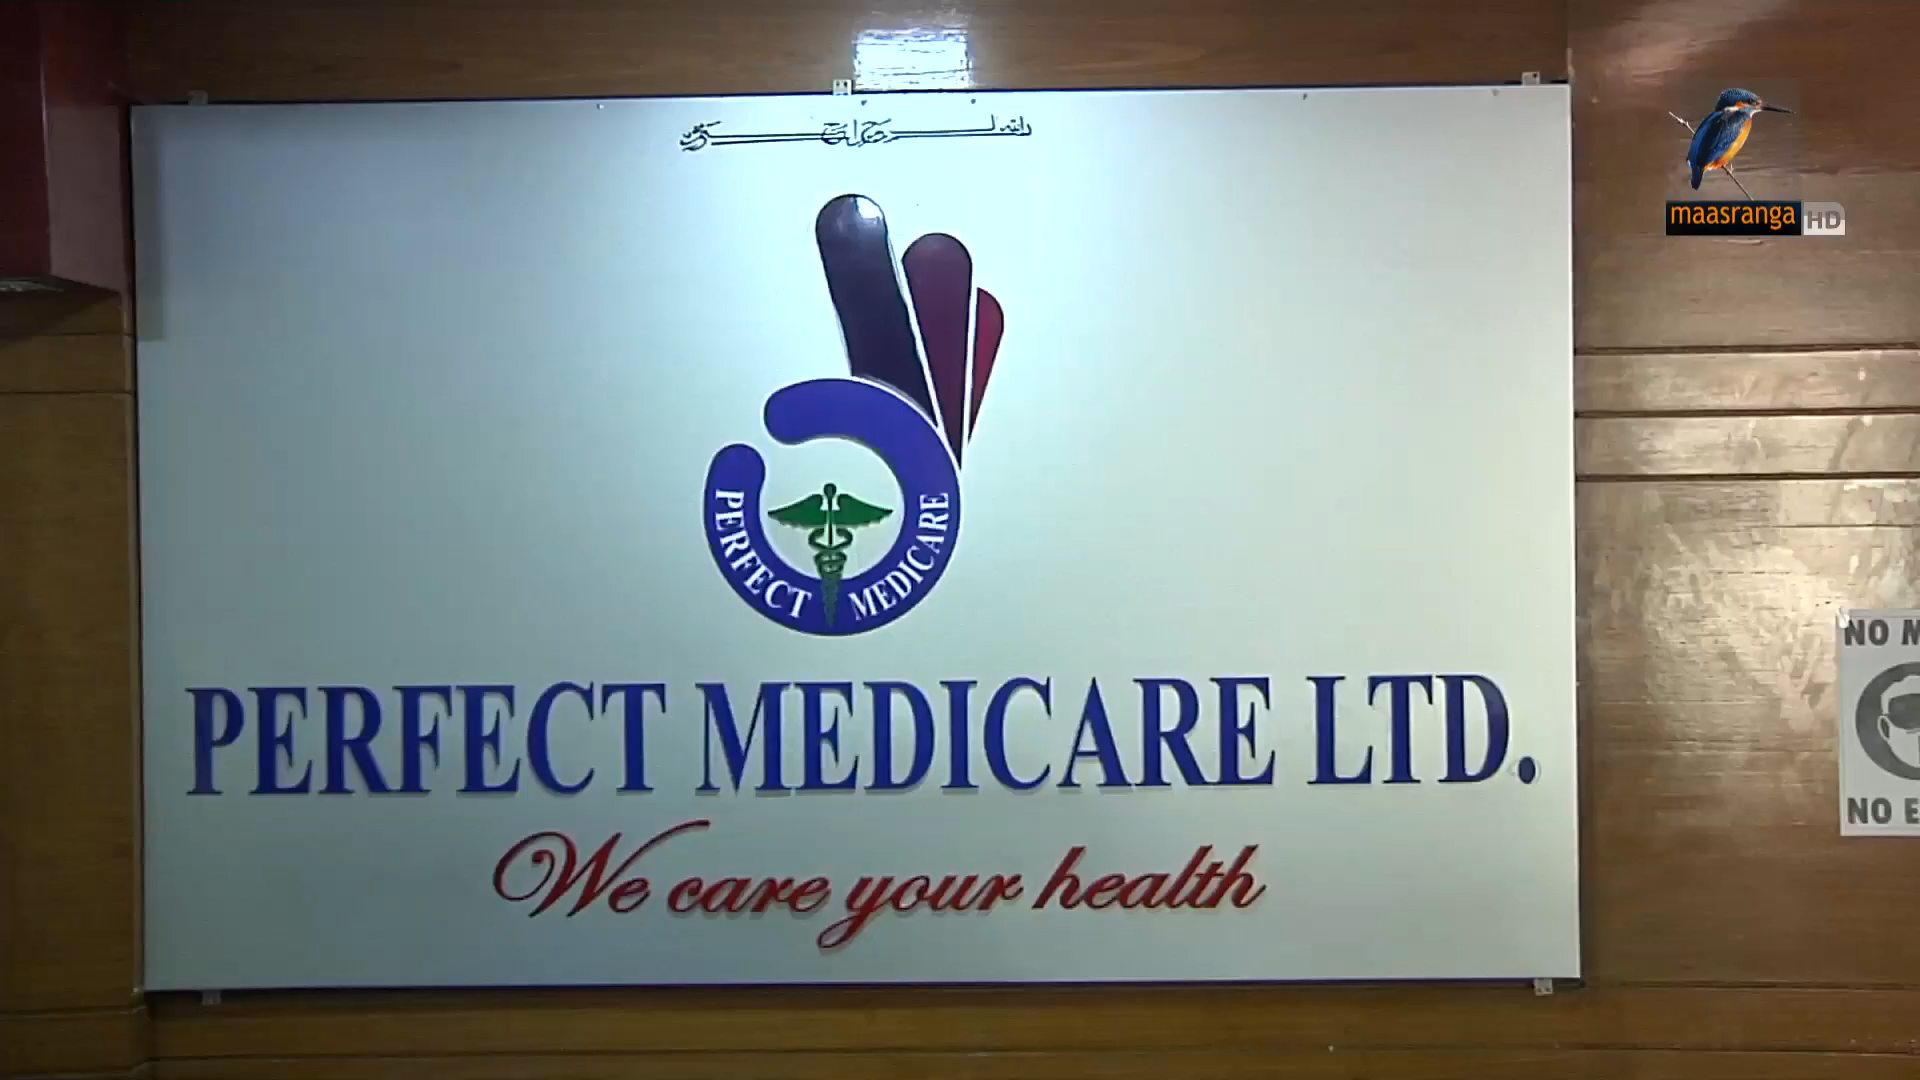 maasranga HD
PERFECT MEDICARE
PERFECT MEDICARE LTD.
We care your health
NO M
NO E